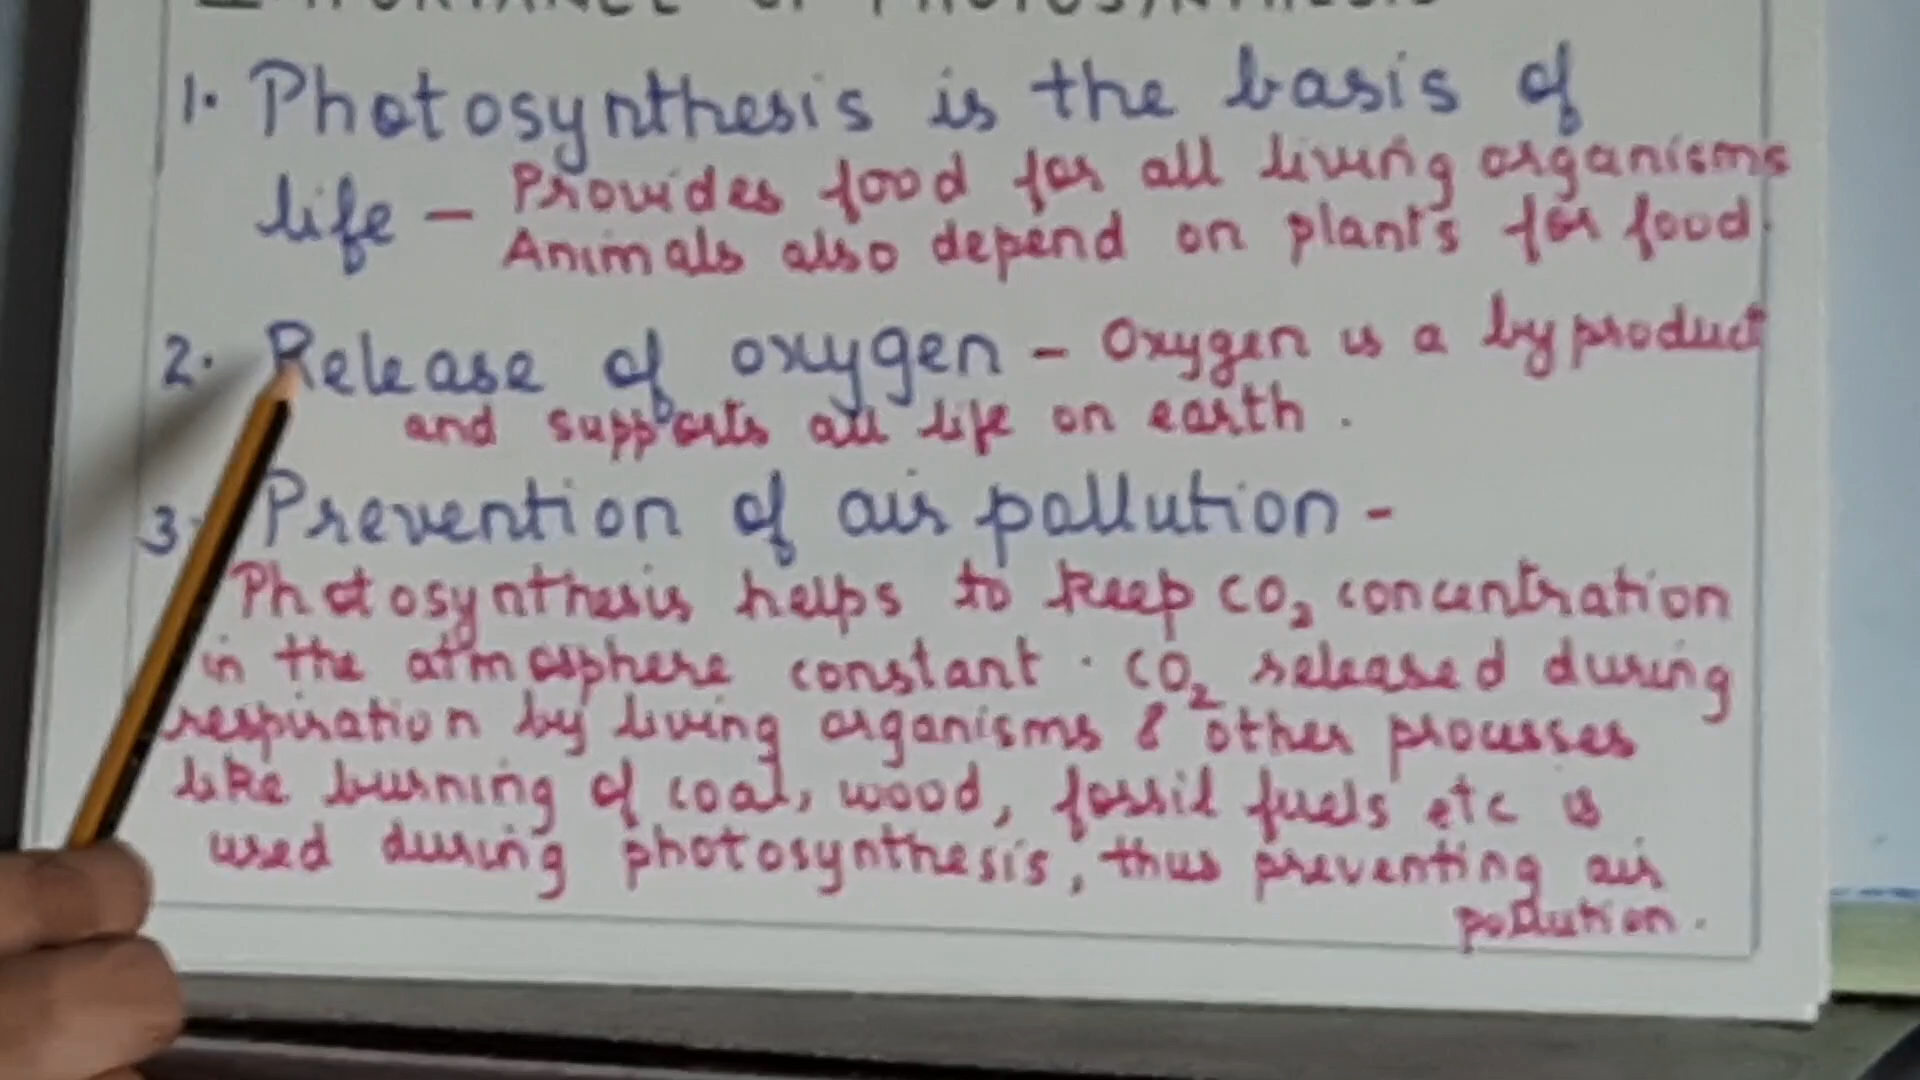 IMPORTANCE OF PHOTOSYNTHESIS
1. Photosynthesis is the basis of
life - Provides food for all living organisms
Animals also depend on plants for food.
2. Release of oxygen - Oxygen is a by product
and supports all life on earth.
3. Prevention of air pollution -
Photosynthesis helps to keep CO₂ concentration
in the atmosphere constant. CO₂ released during
respiration by living organisms & other processes
like burning of coal, wood, fossil fuels etc is
used during photosynthesis, thus preventing air
pollution.